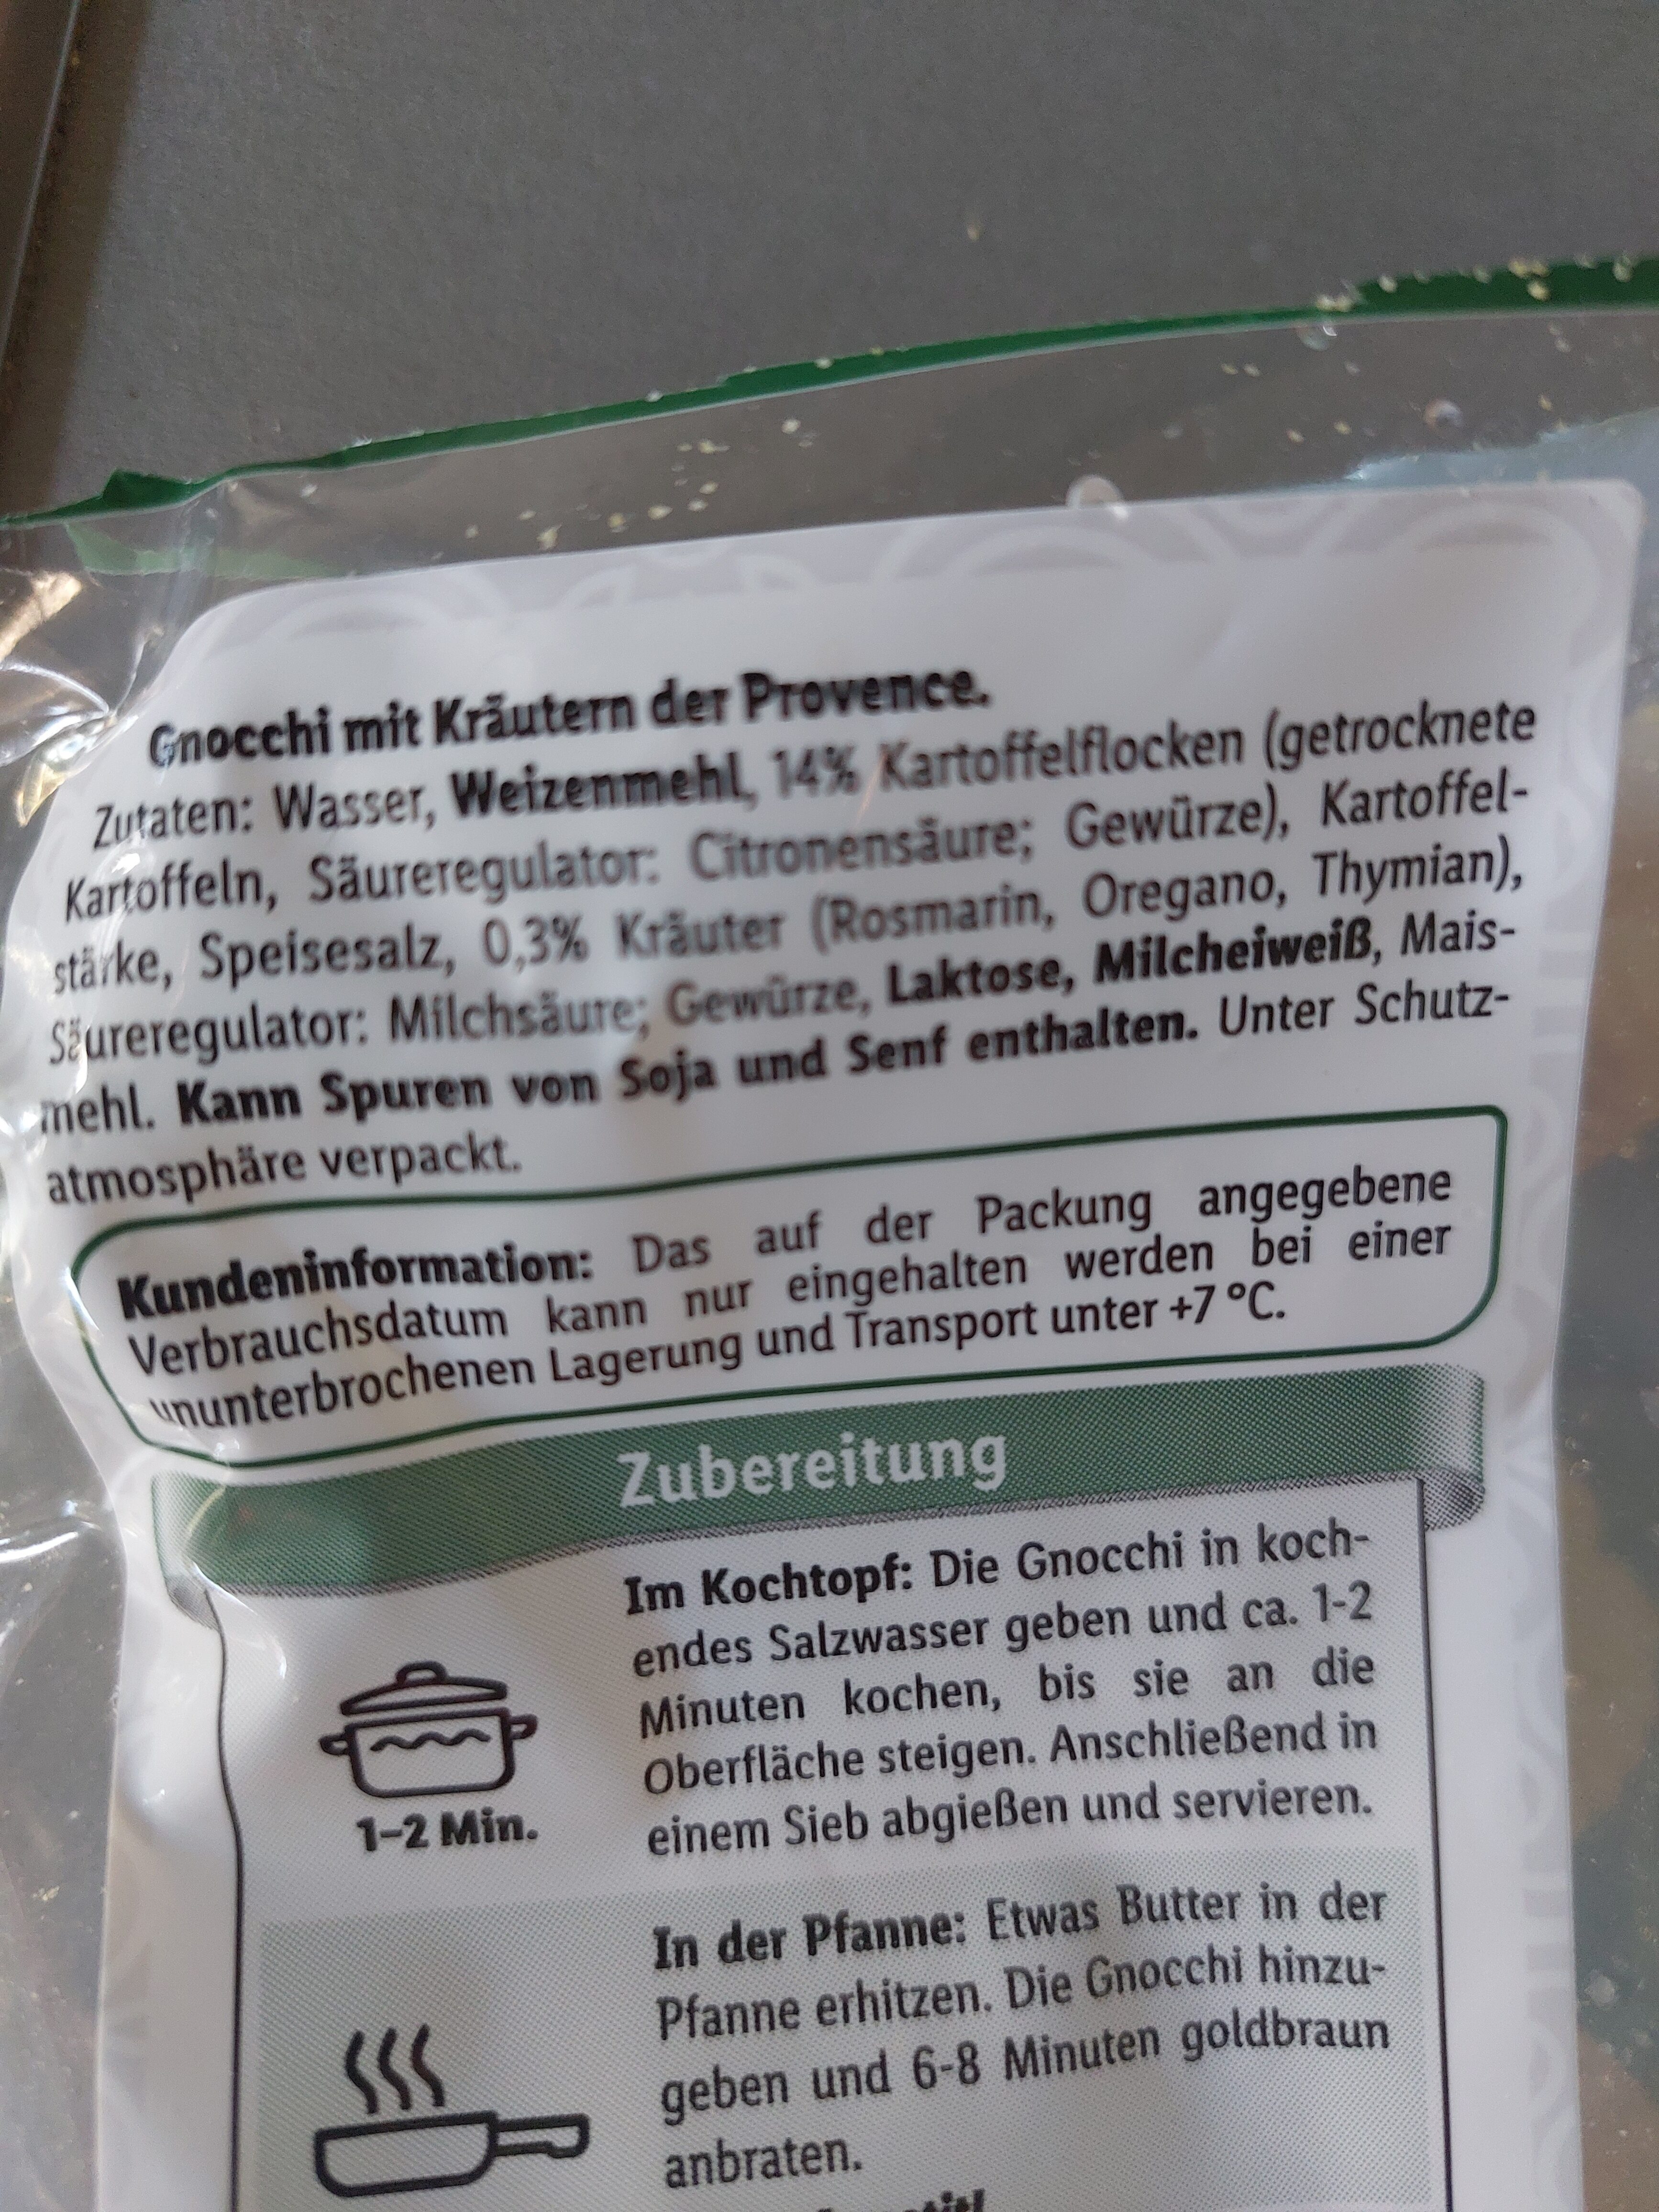 Gnocchi mit Kräutern der Provence.
Zutaten: Wasser, Weizenmehl, 14% Kartoffelflocken (getrocknete
Kartoffeln, Säureregulator: Citronensäure; Gewürze), Kartoffel-
stärke, Speisesalz, 0,3% Kräuter (Rosmarin, Oregano, Thymian),
Säureregulator: Milchsäure; Gewürze, Laktose, Milcheiweiß, Mais-
mehl. Kann Spuren von Soja und Senf enthalten. Unter Schutz-
atmosphäre verpackt.
Kundeninformation: Das auf der Packung angegebene
Verbrauchsdatum kann nur eingehalten werden bei einer
ununterbrochenen Lagerung und Transport unter +7 °C.
Zubereitung
Im Kochtopf: Die Gnocchi in koch-
endes Salzwasser geben und ca. 1-2
Minuten kochen, bis sie an die
Oberfläche steigen. Anschließend in
einem Sieb abgießen und servieren.
1–2 Min.
In der Pfanne: Etwas Butter in der
Pfanne erhitzen. Die Gnocchi hinzu-
geben und 6-8 Minuten goldbraun
anbraten.